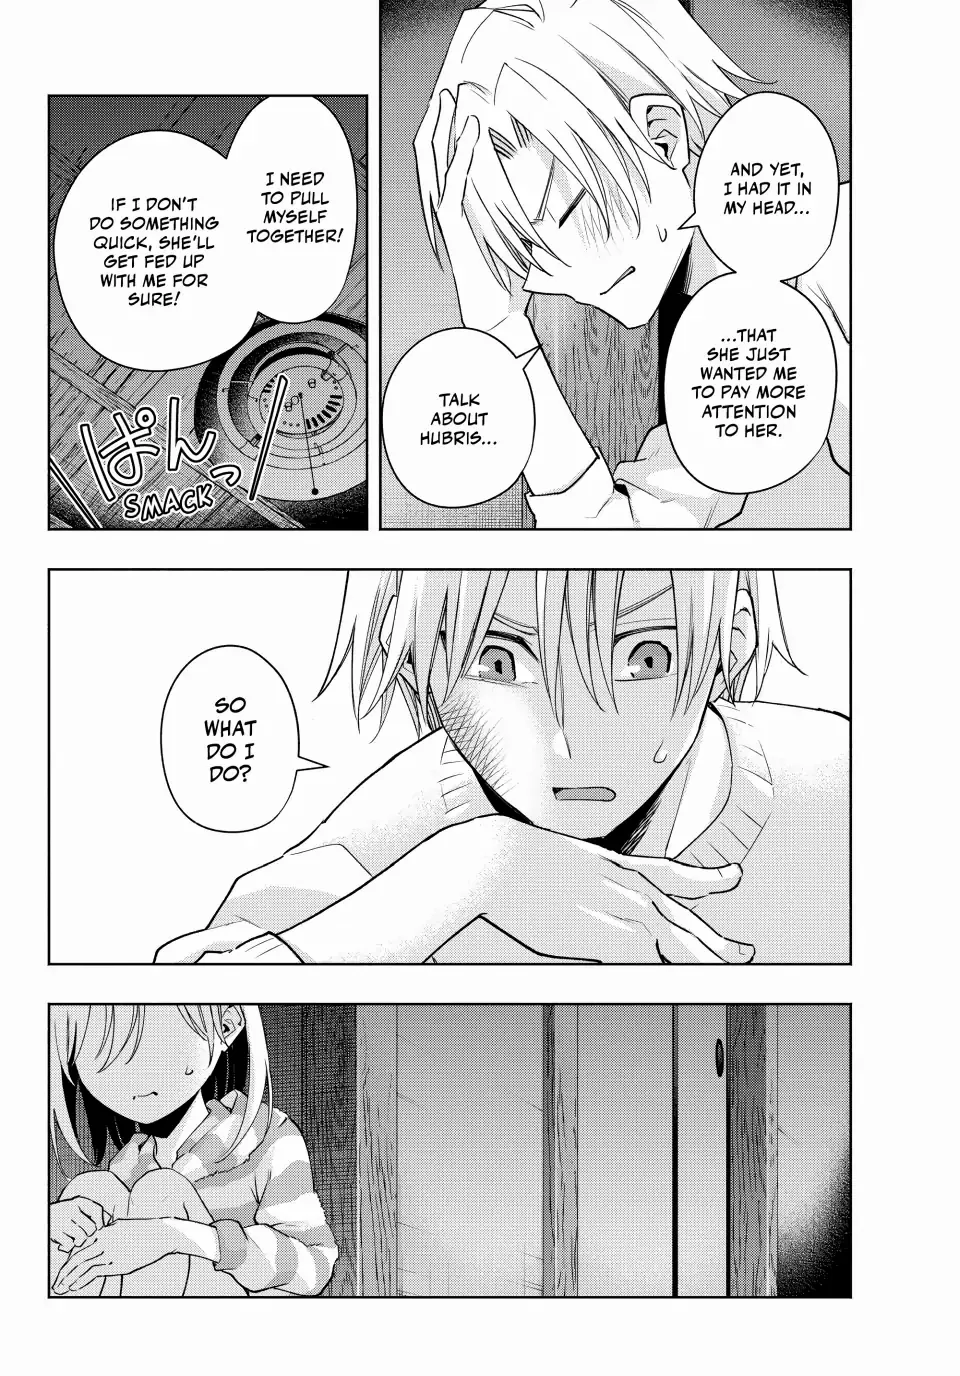 AND YET,
I HAD IT IN
MY HEAD...
...THAT
SHE JUST
WANTED ME
TO PAY MORE
ATTENTION
TO HER.
TALK
ABOUT
HUBRIS...
I NEED
TO PULL
MYSELF
TOGETHER!
IF I DON'T
DO SOMETHING
QUICK, SHE'LL
GET FED UP
WITH ME FOR
SURE!
ぱんっ
SMACK
SO
WHAT
DO I
DO?